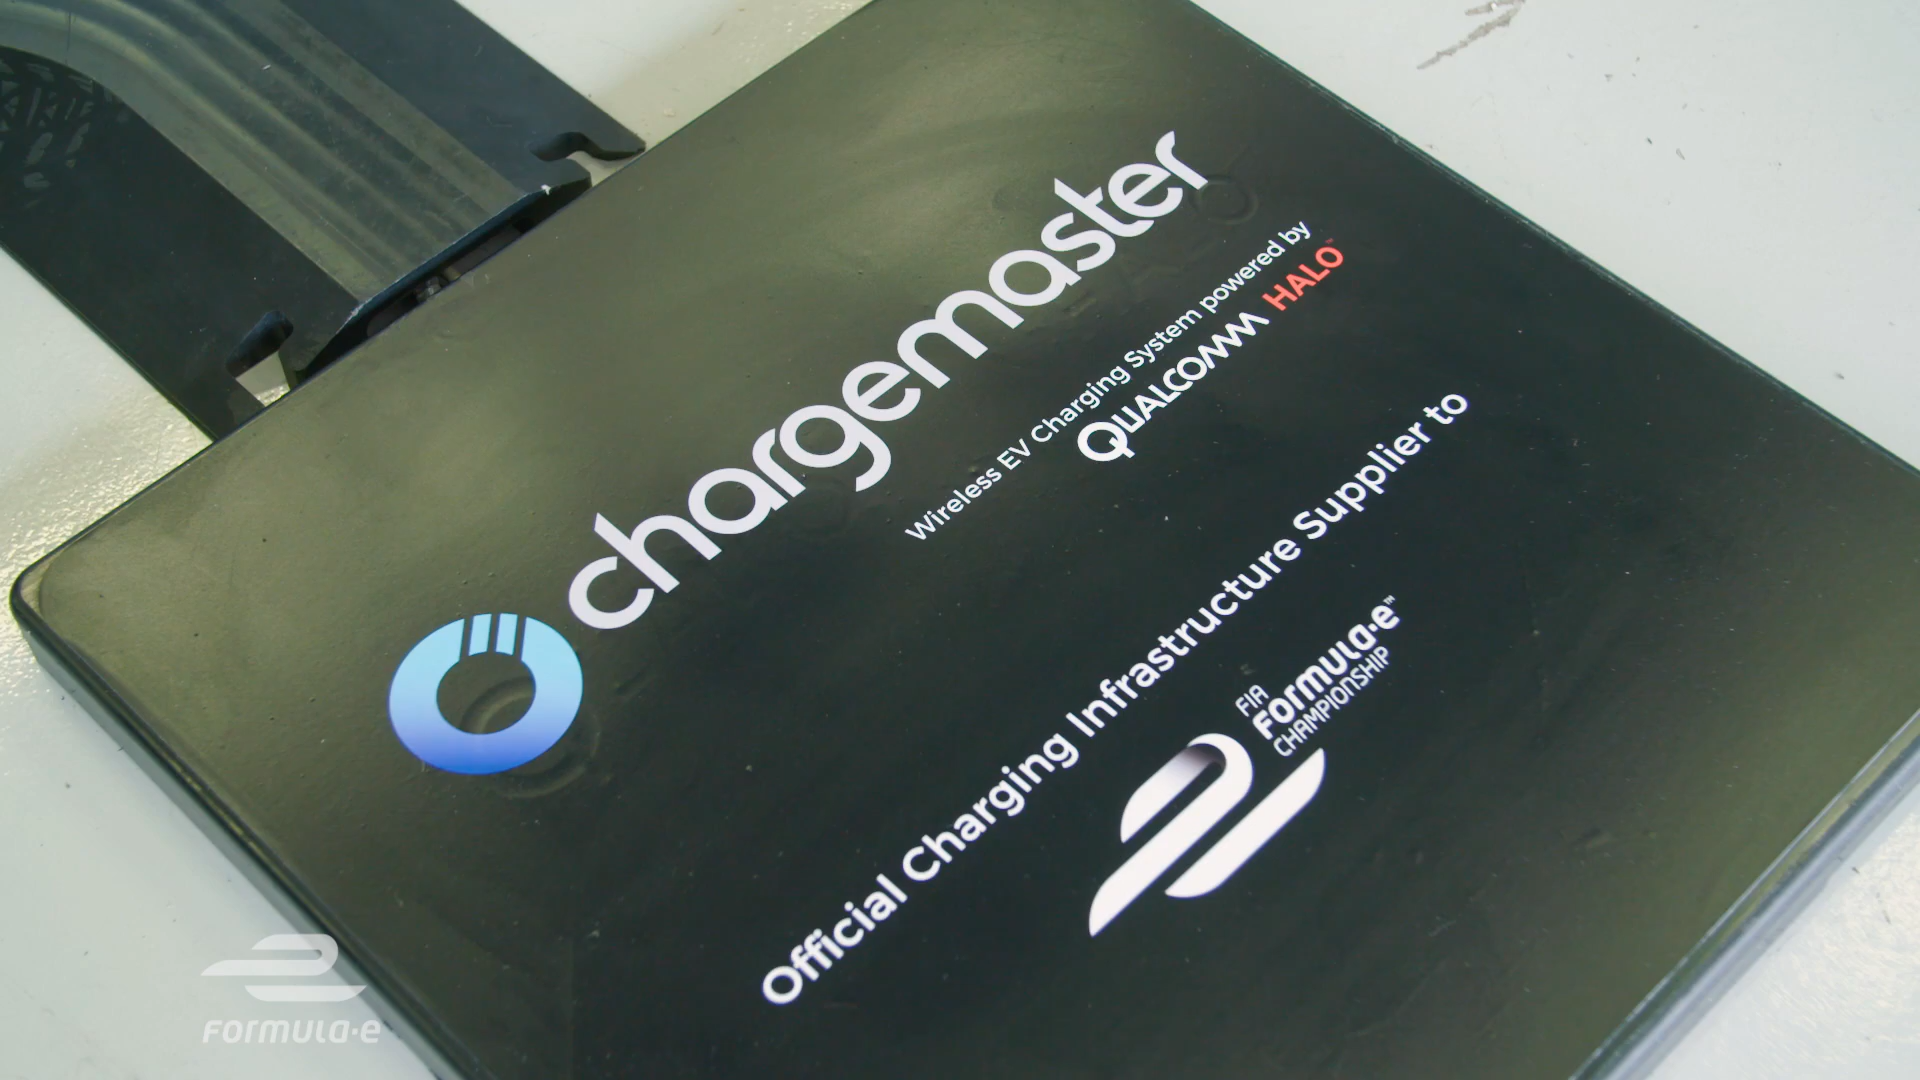 chargemaster
Wireless EV Charging System powered by
QUALCOMM HALO™
Official Charging Infrastructure Supplier to
FIA
FORMULA·E™
CHAMPIONSHIP
FORMULA·E